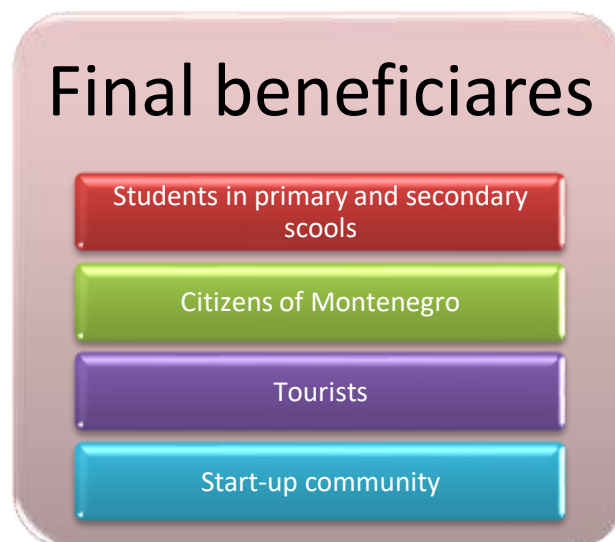 Final beneficiares
Students in primary and secondary
scools
Citizens of Montenegro
Tourists
Start-up community